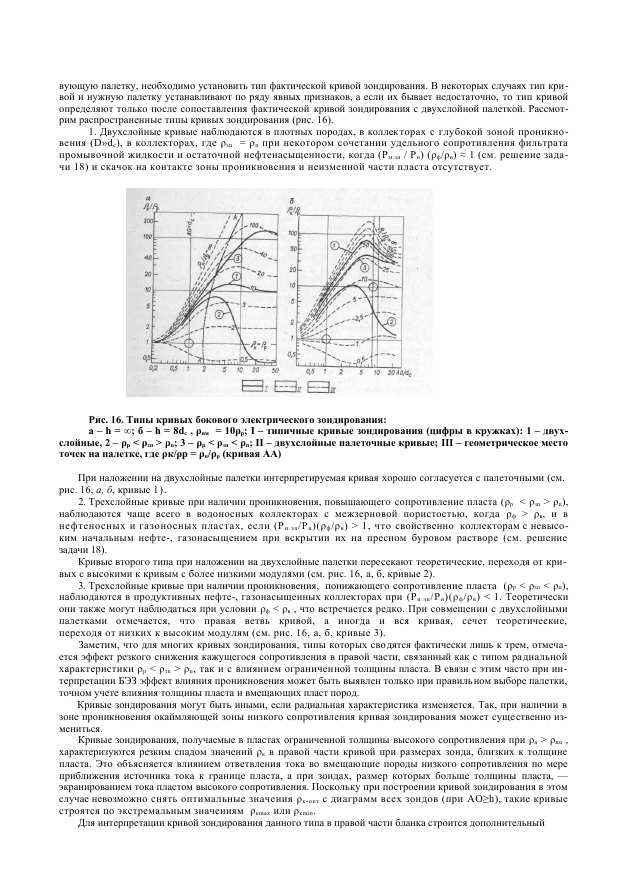 вующую палетку, необходимо установить тип фактической кривой зондирования. В некоторых случаях тип кри-
вой и нужную палетку устанавливают по ряду явных признаков, а если их бывает недостаточно, то тип кривой
определяют только после сопоставления фактической кривой зондирования с двухслойной палеткой. Рассмот-
рим распространенные типы кривых зондирования (рис. 16).
1. Двухслойные кривые наблюдаются в плотных породах, в коллекторах с глубокой зоной проникно-
вения (D»dс), в коллекторах, где ρзп = ρп при некотором сочетании удельного сопротивления фильтрата
промывочной жидкости и остаточной нефтенасыщенности, когда (Рн.зп / Рн) (ρф/ρв) ≈ 1 (см. решение зада-
чи 18) и скачок на контакте зоны проникновения и неизменной части пласта отсутствует.
а б
ρк/ρр ρк/ρр
Рис. 16. Типы кривых бокового электрического зондирования:
а – h = ∞; б – h = 8dс , ρвм = 10ρр; I – типичные кривые зондирования (цифры в кружках): 1 – двух-
слойные, 2 – ρр < ρзп > ρп; 3 – ρр < ρзп < ρп; II – двухслойные палеточные кривые; III – геометрическое место
точек на палетке, где ρк/ρр = ρп/ρр (кривая АА)
При наложении на двухслойные палетки интерпретируемая кривая хорошо согласуется с палеточными (см.
рис. 16, а, б, кривые 1).
2. Трехслойные кривые при наличии проникновения, повышающего сопротивление пласта (ρр < ρзп > ρп),
наблюдаются чаще всего в водоносных коллекторах с межзерновой пористостью, когда ρф > ρв, и в
нефтеносных и газоносных пластах, если (Рн.зп/Рн)(ρф/ρв) > 1, что свойственно коллекторам с невысо-
ким начальным нефте-, газонасыщением при вскрытии их на пресном буровом растворе (см. решение
задачи 18).
Кривые второго типа при наложении на двухслойные палетки пересекают теоретические, переходя от кри-
вых с высокими к кривым с более низкими модулями (см. рис. 16, а, б, кривые 2).
3. Трехслойные кривые при наличии проникновения, понижающего сопротивление пласта (ρр < ρзп < ρп),
наблюдаются в продуктивных нефте-, газонасыщенных коллекторах при (Рн.зп/Рн)(ρф/ρв) < 1. Теоретически
они также могут наблюдаться при условии ρф < ρв , что встречается редко. При совмещении с двухслойными
палетками отмечается, что правая ветвь кривой, а иногда и вся кривая, сечет теоретические,
переходя от низких к высоким модулям (см. рис. 16, а, б, кривые 3).
Заметим, что для многих кривых зондирования, типы которых сводятся фактически лишь к трем, отмеча-
ется эффект резкого снижения кажущегося сопротивления в правой части, связанный как с типом радиальной
характеристики ρр < ρзп > ρп, так и с влиянием ограниченной толщины пласта. В связи с этим часто при ин-
терпретации БЭЗ эффект влияния проникновения может быть выявлен только при правильном выборе палетки,
точном учете влияния толщины пласта и вмещающих пласт пород.
Кривые зондирования могут быть иными, если радиальная характеристика изменяется. Так, при наличии в
зоне проникновения окаймляющей зоны низкого сопротивления кривая зондирования может существенно из-
мениться.
Кривые зондирования, получаемые в пластах ограниченной толщины высокого сопротивления при ρп > ρвм ,
характеризуются резким спадом значений ρк в правой части кривой при размерах зонда, близких к толщине
пласта. Это объясняется влиянием ответвления тока во вмещающие породы низкого сопротивления по мере
приближения источника тока к границе пласта, а при зондах, размер которых больше толщины пласта, —
экранированием тока пластом высокого сопротивления. Поскольку при построении кривой зондирования в этом
случае невозможно снять оптимальные значения ρк-опт с диаграмм всех зондов (при АО≥h), такие кривые
строятся по экстремальным значениям ρкmax или ρкmin.
Для интерпретации кривой зондирования данного типа в правой части бланка строится дополнительный